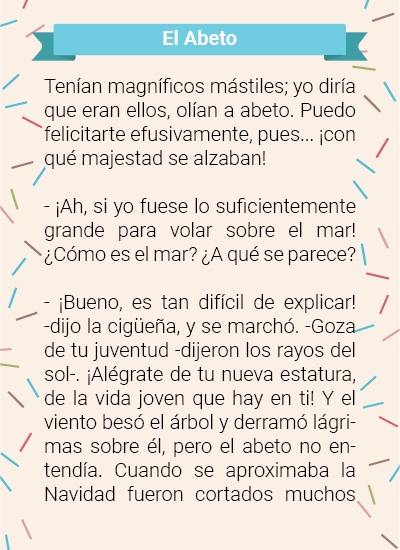 El Abeto
Tenían magníficos mástiles; yo diría
que eran ellos, olían a abeto. Puedo
felicitarte efusivamente, pues... ¡con
qué majestad se alzaban!
- ¡Ah, si yo fuese lo suficientemente
grande para volar sobre el mar!
¿Cómo es el mar? ¿A qué se parece?
- ¡Bueno, es tan difícil de explicar!
-dijo la cigüeña, y se marchó. -Goza
de tu juventud -dijeron los rayos del
sol-. ¡Alégrate de tu nueva estatura,
de la vida joven que hay en ti! Y el
viento besó el árbol y derramó lágri-
mas sobre él, pero el abeto no en-
tendía. Cuando se aproximaba la
Navidad fueron cortados muchos